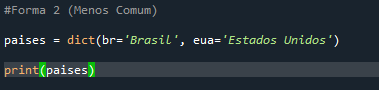 #Forma 2 (Menos Comum)
paises = dict(br='Brasil', eua='Estados Unidos')
print(paises)